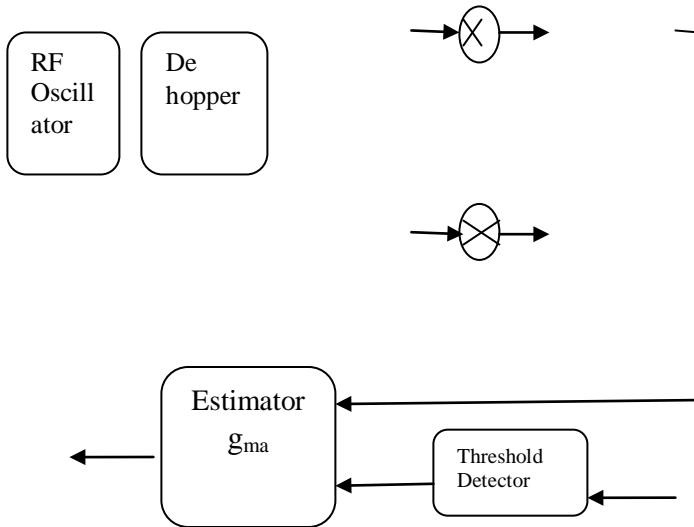 RF
Oscill
ator
De
hopper
Estimator
gma
Threshold
Detector